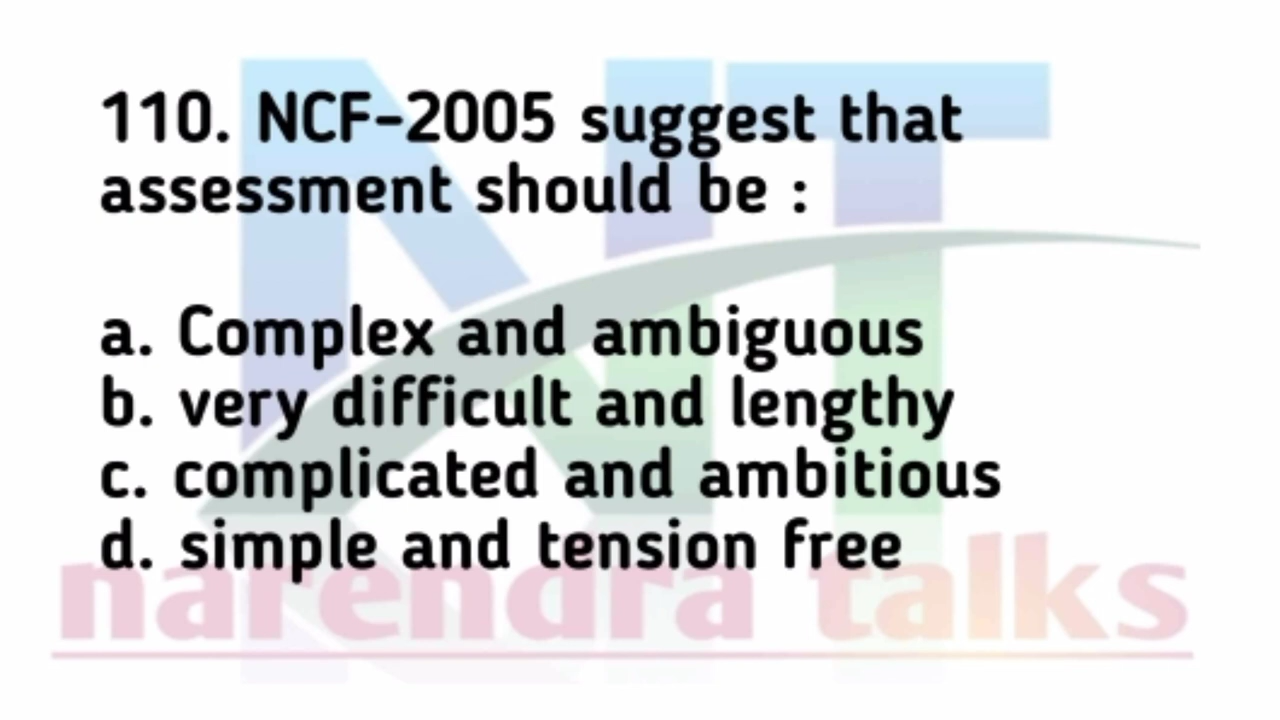 110. NCF-2005 suggest that
assessment should be :
a. Complex and ambiguous
b. very difficult and lengthy
c. complicated and ambitious
d. simple and tension free
NT
narendra talks